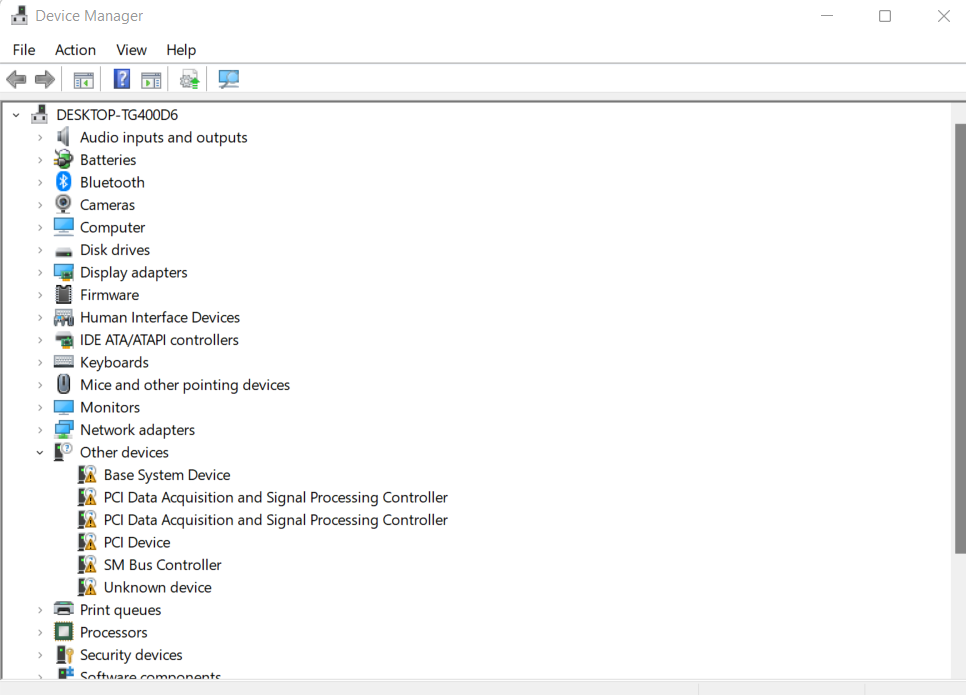 Device Manager
File Action View Help
DESKTOP-TG400D6
Audio inputs and outputs
Batteries
Bluetooth
Cameras
Computer
Disk drives
Display adapters
Firmware
Human Interface Devices
IDE ATA/ATAPI controllers
Keyboards
Mice and other pointing devices
Monitors
Network adapters
Other devices
Base System Device
PCI Data Acquisition and Signal Processing Controller
PCI Data Acquisition and Signal Processing Controller
PCI Device
SM Bus Controller
Unknown device
Print queues
Processors
Security devices
Software components